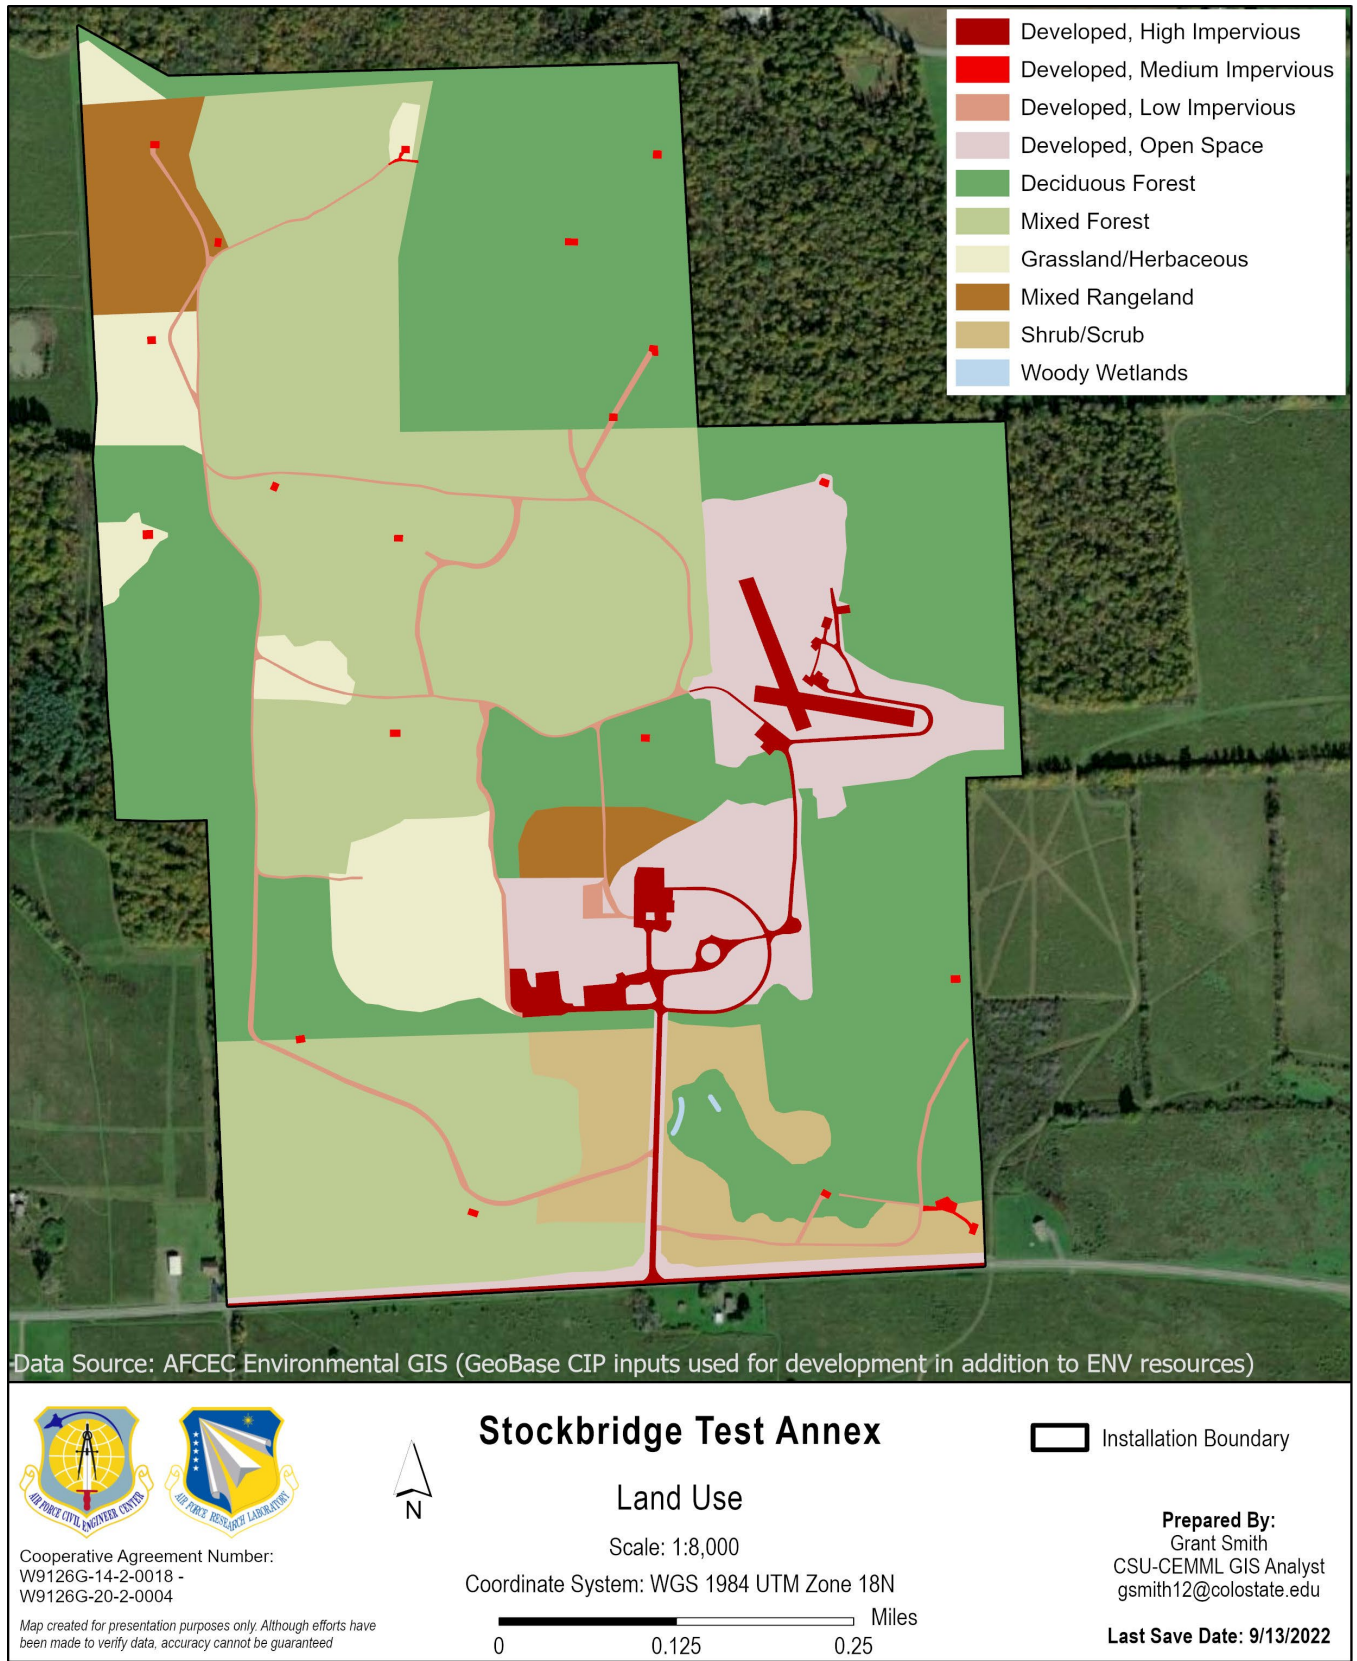 Developed, High Impervious
Developed, Medium Impervious
Developed, Low Impervious
Developed, Open Space
Deciduous Forest
Mixed Forest
Grassland/Herbaceous
Mixed Rangeland
Shrub/Scrub
Woody Wetlands
Data Source: AFCEC Environmental GIS (GeoBase CIP inputs used for development in addition to ENV resources)
AIR FORCE CIVIL ENGINEER CENTER
AIR FORCE RESEARCH LABORATORY
Cooperative Agreement Number:
W9126G-14-2-0018 -
W9126G-20-2-0004
Map created for presentation purposes only. Although efforts have
been made to verify data, accuracy cannot be guaranteed
N
Stockbridge Test Annex
Land Use
Scale: 1:8,000
Coordinate System: WGS 1984 UTM Zone 18N
Miles
0 0.125 0.25
Installation Boundary
Prepared By:
Grant Smith
CSU-CEMML GIS Analyst
gsmith12@colostate.edu
Last Save Date: 9/13/2022